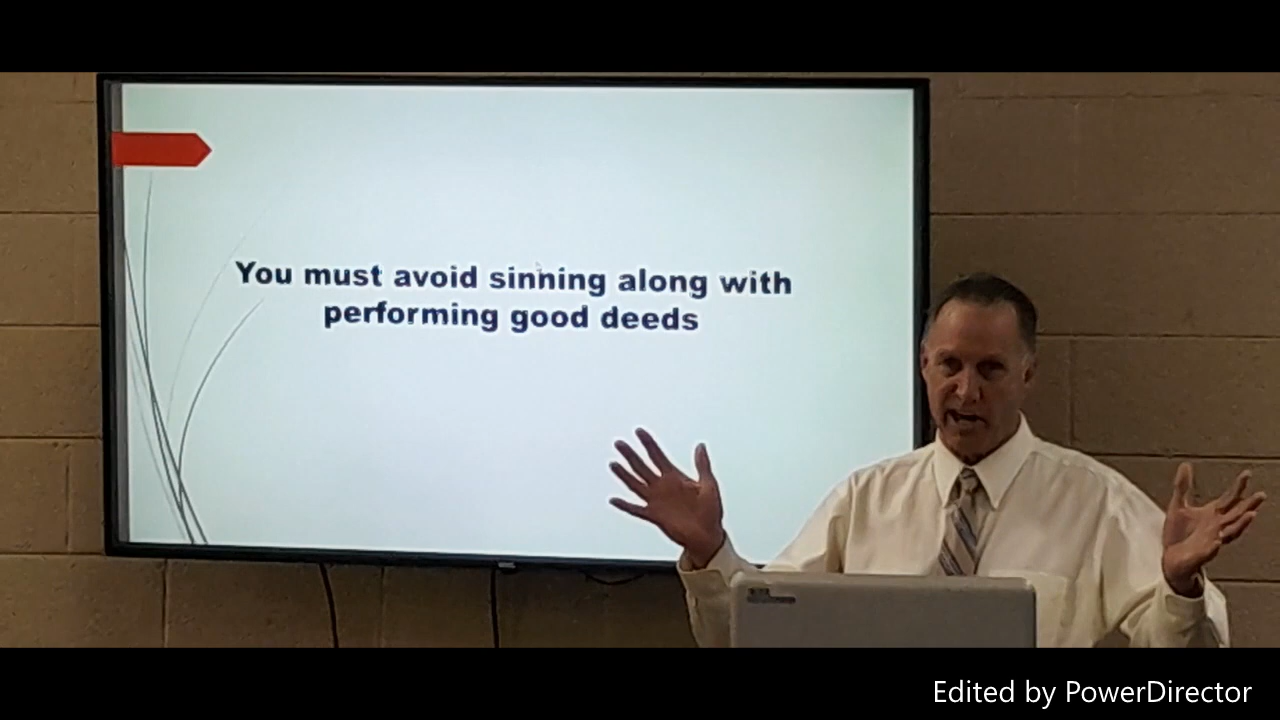 You must avoid sinning along with
performing good deeds
Edited by PowerDirector